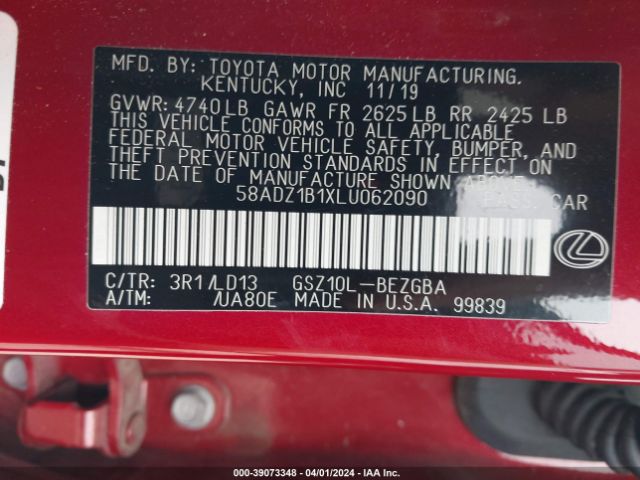 MFD. BY: TOYOTA MOTOR MANUFACTURING,
KENTUCKY, INC 11/19
GVWR: 4740LB GAWR FR 2625LB RR 2425 LB
THIS VEHICLE CONFORMS TO ALL APPLICABLE
FEDERAL MOTOR VEHICLE SAFETY, BUMPER, AND
THEFT PREVENTION STANDARDS IN EFFECT ON
THE DATE OF MANUFACTURE SHOWN ABOVE.
58ADZ1B1XLU062090 PASS. CAR
C/TR: 3R1/LD13 GSZ10L-BEZGBA
A/TM: /UA80E MADE IN U.S.A. 99839
000-39073348 - 04/01/2024 - IAA Inc.